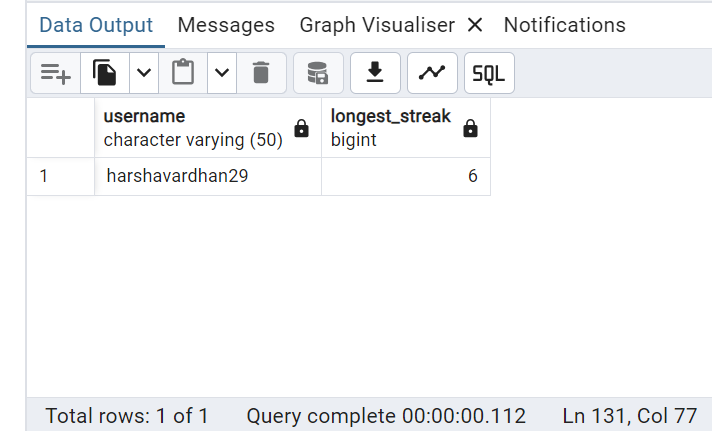 Data Output Messages Graph Visualiser Notifications
SQL
username longest_streak
character varying (50) bigint
1 harshavardhan29 6
Total rows: 1 of 1 Query complete 00:00:00.112 Ln 131, Col 77